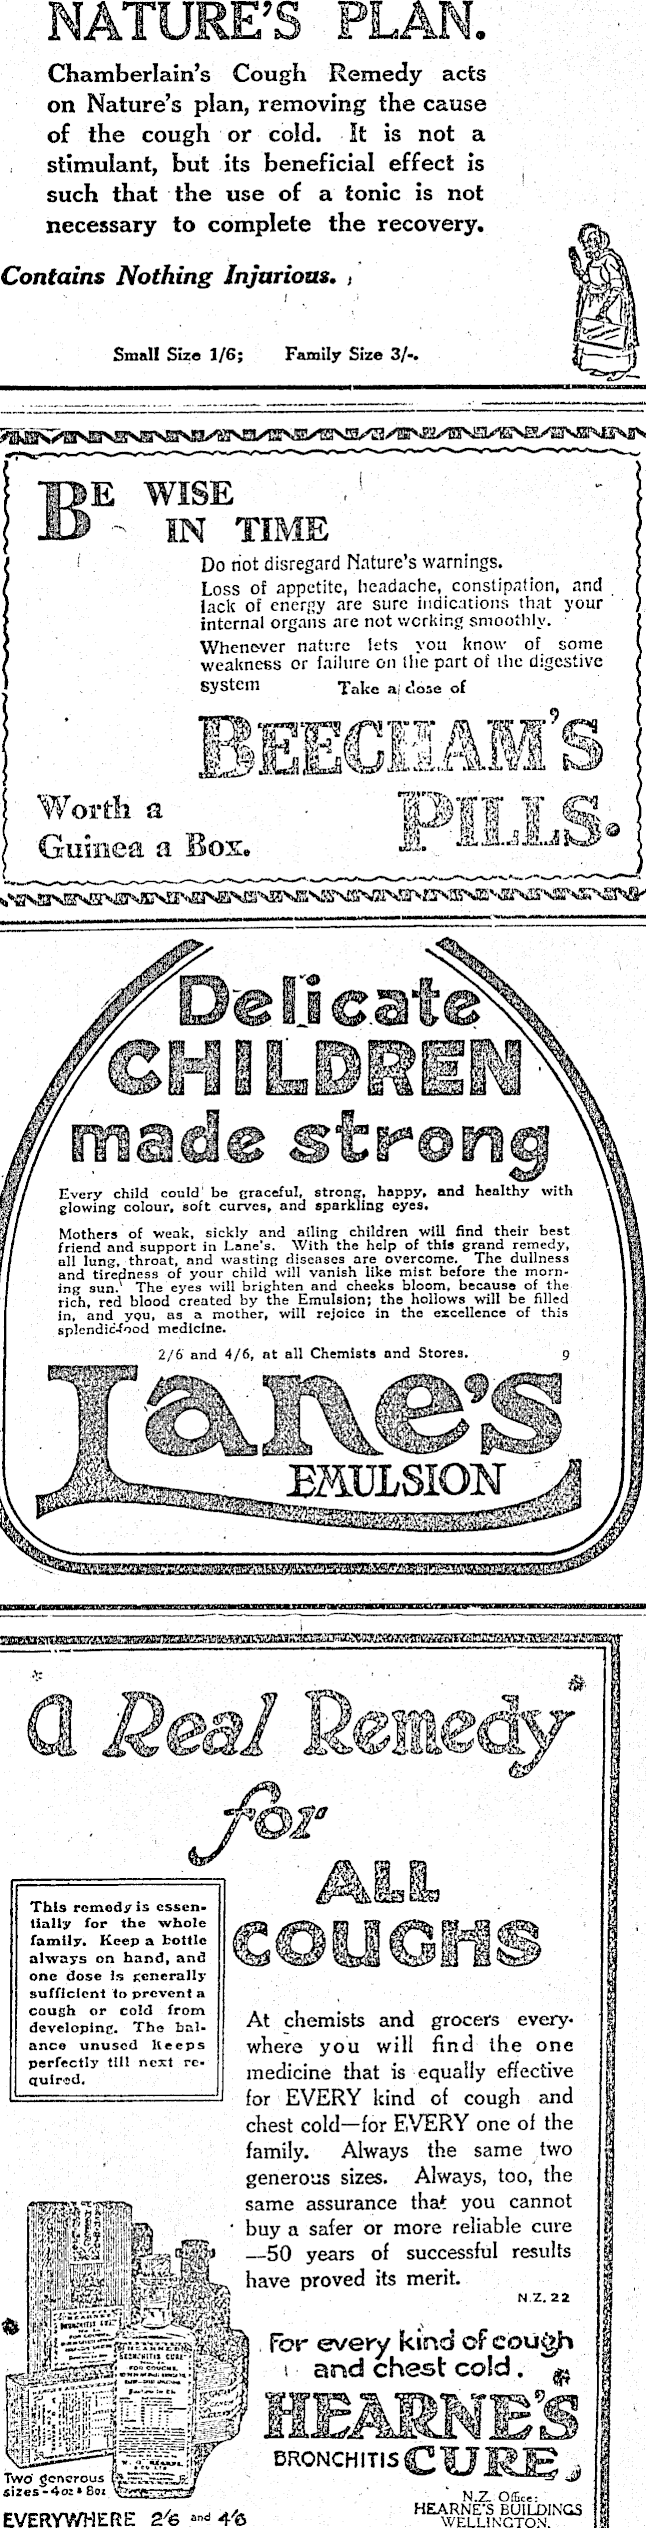 NATURE'S PLAN.
Chamberlain's Cough Remedy acts
on Nature's plan, removing the cause
of the cough or cold. It is not a
stimulant, but its beneficial effect is
such that the use of a tonic is not
necessary to complete the recovery.
Contains Nothing Injurious.
Small Size 1/6; Family Size 3/-.
BE WISE
IN TIME
Do not disregard Nature's warnings.
Loss of appetite, headache, constipation, and
lack of energy are sure indications that your
internal organs are not working smoothly.
Whenever nature lets you know of some
weakness or failure on the part of the digestive
system Take a dose of
BEECHAM'S
PILLS.
Worth a
Guinea a Box.
Delicate
CHILDREN
made strong
Every child could be graceful, strong, happy, and healthy with
glowing colour, soft curves, and sparkling eyes.
Mothers of weak, sickly and ailing children will find their best
friend and support in Lane's. With the help of this grand remedy,
all lung, throat, and wasting diseases are overcome. The dullness
and tiredness of your child will vanish like mist before the morn-
ing sun. The eyes will brighten and cheeks bloom, because of the
rich, red blood created by the Emulsion; the hollows will be filled
in, and you, as a mother, will rejoice in the excellence of this
splendid food medicine.
2/6 and 4/6, at all Chemists and Stores. 9
Lane's
EMULSION
a Real Remedy
for
ALL
COUGHS
This remedy is essen-
tially for the whole
family. Keep a bottle
always on hand, and
one dose is generally
sufficient to prevent a
cough or cold from
developing. The bal-
ance unused keeps
perfectly till next re-
quired.
At chemists and grocers every-
where you will find the one
medicine that is equally effective
for EVERY kind of cough and
chest cold—for EVERY one of the
family. Always the same two
generous sizes. Always, too, the
same assurance that you cannot
buy a safer or more reliable cure
—50 years of successful results
have proved its merit.
N.Z. 22
For every kind of cough
and chest cold.
HEARNE'S
BRONCHITIS CURE
HEARNE'S
BRONCHITIS CURE
FOR COUGHS,
Two generous
sizes-4oz & 8oz
EVERYWHERE 2/6 and 4/6
N.Z. Office:
HEARNE'S BUILDINGS
WELLINGTON.